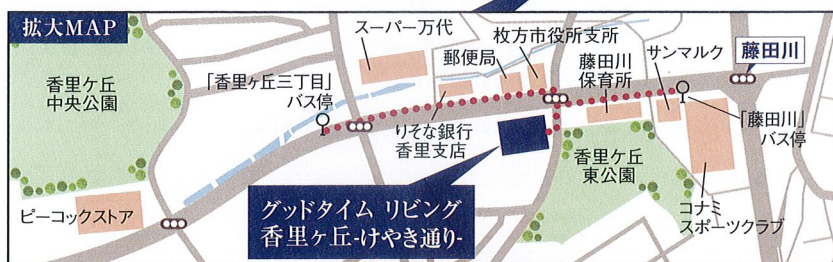 拡大MAP
香里ケ丘
中央公園
「香里ヶ丘三丁目」
バス停
スーパー万代
郵便局
枚方市役所支所
りそな銀行
香里支店
藤田川
保育所
サンマルク
藤田川
「藤田川」
バス停
香里ケ丘
東公園
コナミ
スポーツクラブ
ピーコックストア
グッドタイム リビング
香里ヶ丘-けやき通り-